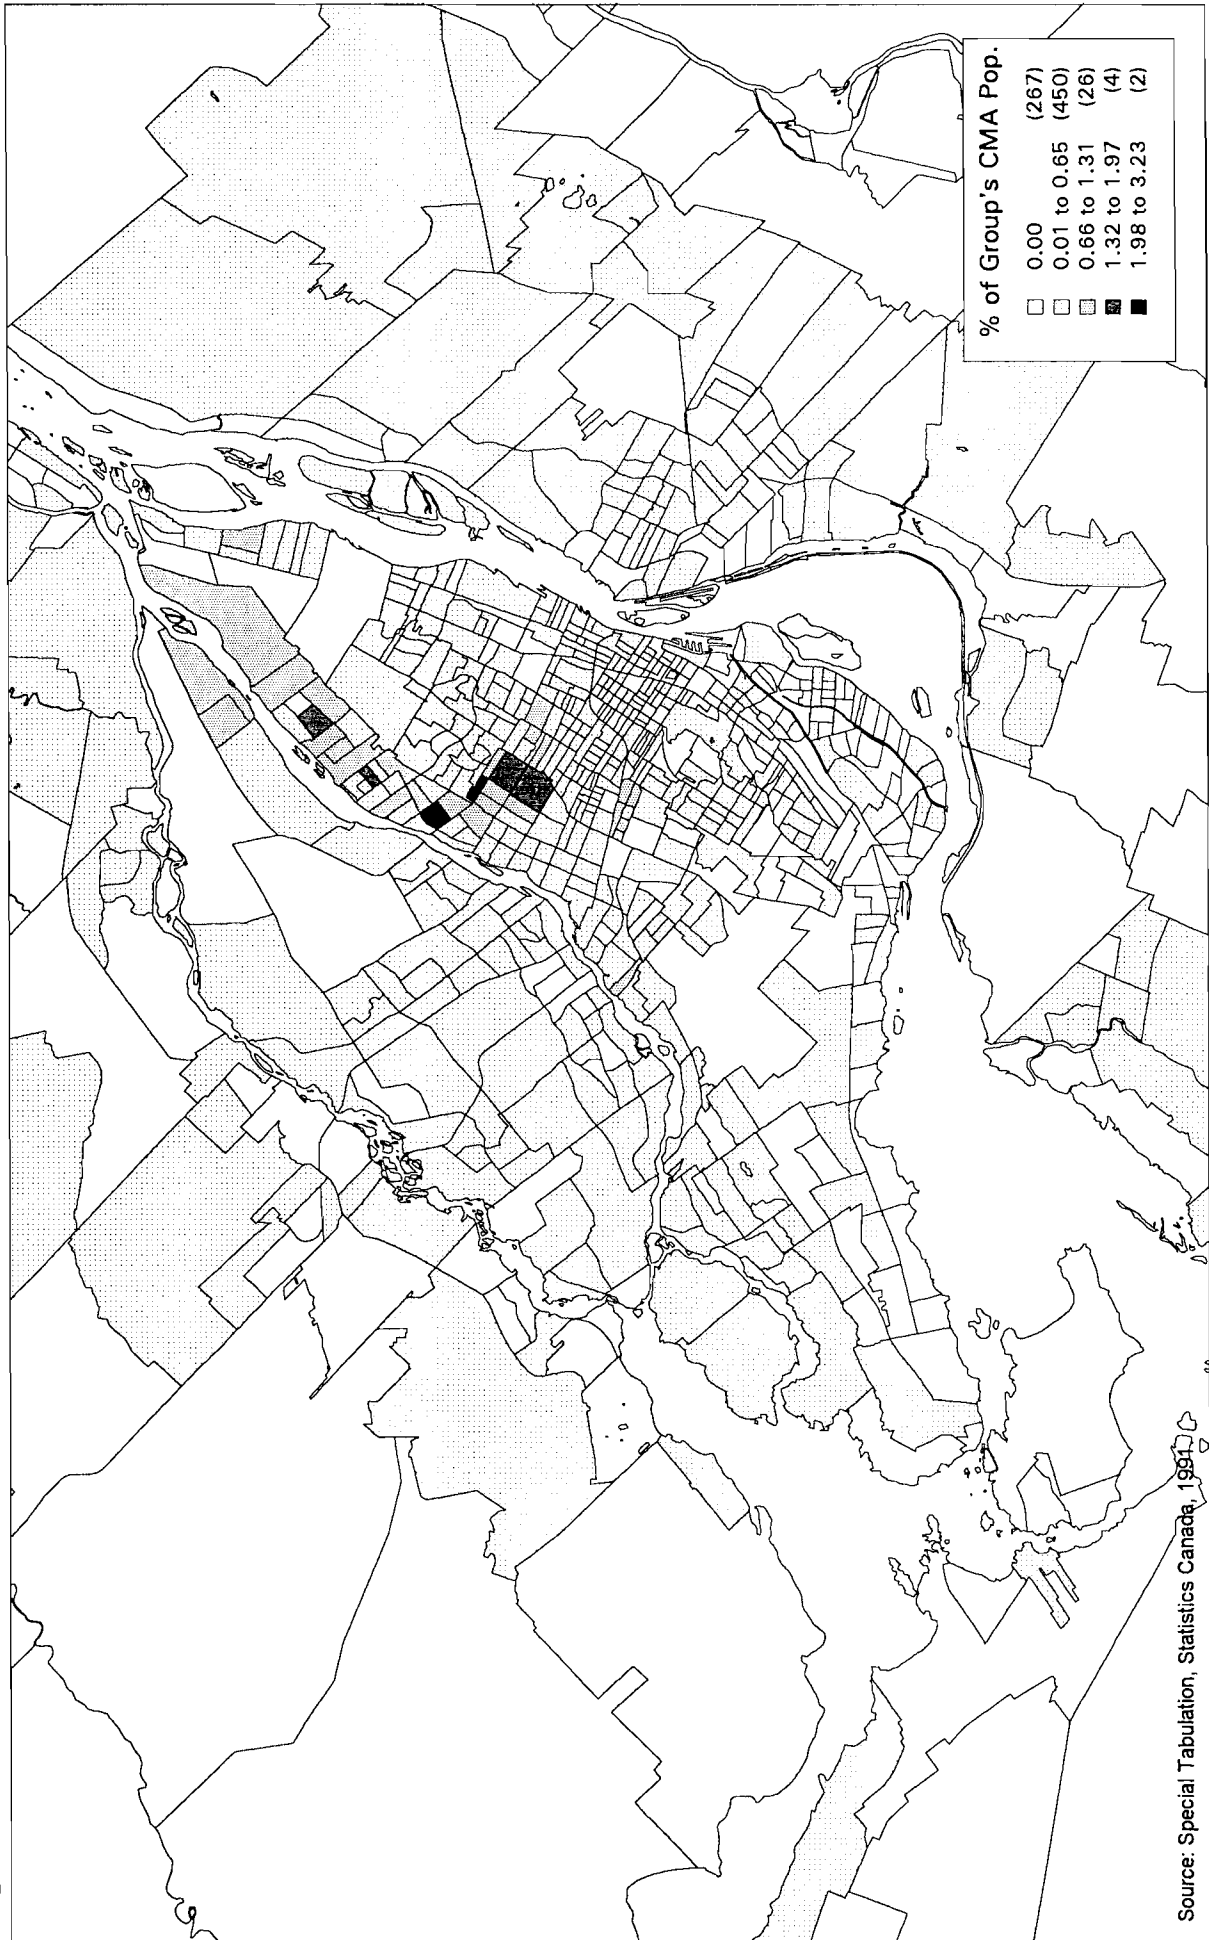 % of Group's CMA Pop.
0.00 (267)
0.01 to 0.65 (450)
0.66 to 1.31 (26)
1.32 to 1.97 (4)
1.98 to 3.23 (2)
Source: Special Tabulation, Statistics Canada, 1991.